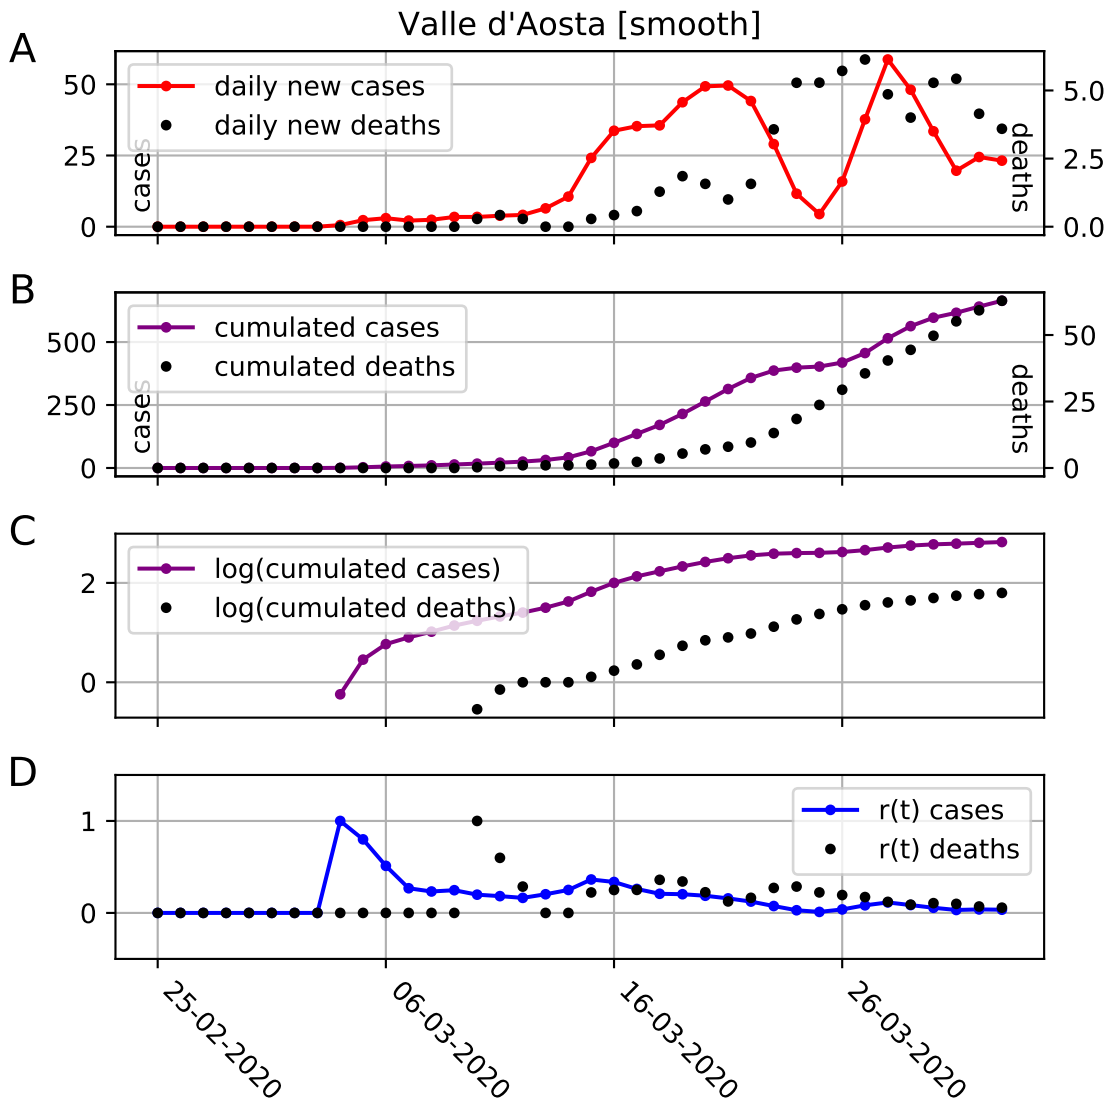 Valle d'Aosta [smooth]
A
50
25
0
cases
daily new cases
daily new deaths
5.0
2.5
0.0
deaths
B
500
250
0
cases
cumulated cases
cumulated deaths
50
25
0
deaths
C
2
0
log(cumulated cases)
log(cumulated deaths)
D
1
0
r(t) cases
r(t) deaths
25-02-2020
06-03-2020
16-03-2020
26-03-2020